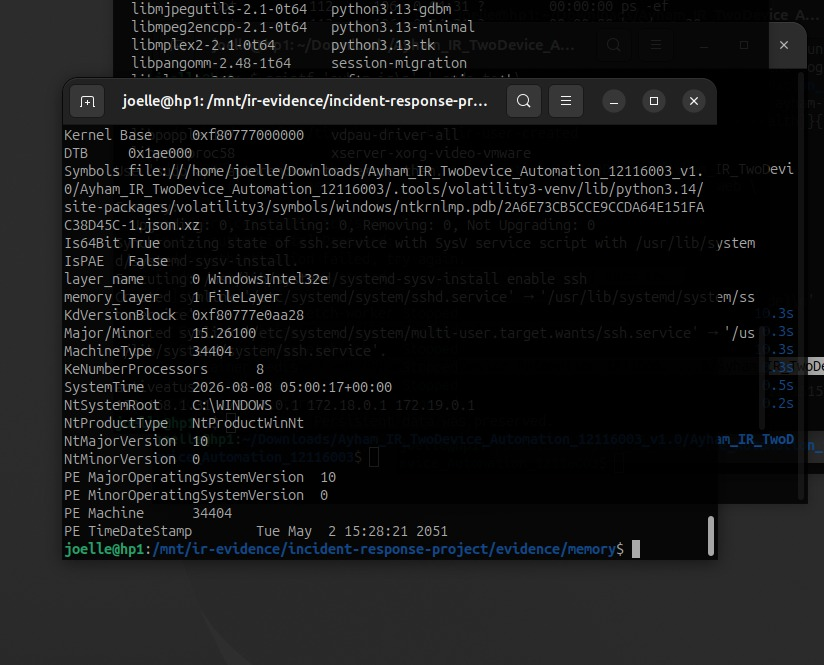 libmjpegutils-2.1-0t64 python3.13-gdbm
libmpeg2encpp-2.1-0t64 python3.13-minimal
libmplex2-2.1-0t64 python3.13-tk
libpangomm-2.48-1t64 session-migration
joelle@hp1: /mnt/ir-evidence/incident-response-pr...
Kernel Base 0xf80777000000
DTB 0x1ae000
Symbols file:///home/joelle/Downloads/Ayham_IR_TwoDevice_Automation_12116003_v1.
0/Ayham_IR_TwoDevice_Automation_12116003/.tools/volatility3-venv/lib/python3.14/
site-packages/volatility3/symbols/windows/ntkrnlmp.pdb/2A6E73CB5CCE9CCDA64E151FA
C38D45C-1.json.xz
Is64Bit True
IsPAE False
layer_name 0 WindowsIntel32e
memory_layer 1 FileLayer
KdVersionBlock 0xf80777e0aa28
Major/Minor 15.26100
MachineType 34404
KeNumberProcessors 8
SystemTime 2026-08-08 05:00:17+00:00
NtSystemRoot C:\WINDOWS
NtProductType NtProductWinNt
NtMajorVersion 10
NtMinorVersion 0
PE MajorOperatingSystemVersion 10
PE MinorOperatingSystemVersion 0
PE Machine 34404
PE TimeDateStamp Tue May 2 15:28:21 2051
joelle@hp1:/mnt/ir-evidence/incident-response-project/evidence/memory$